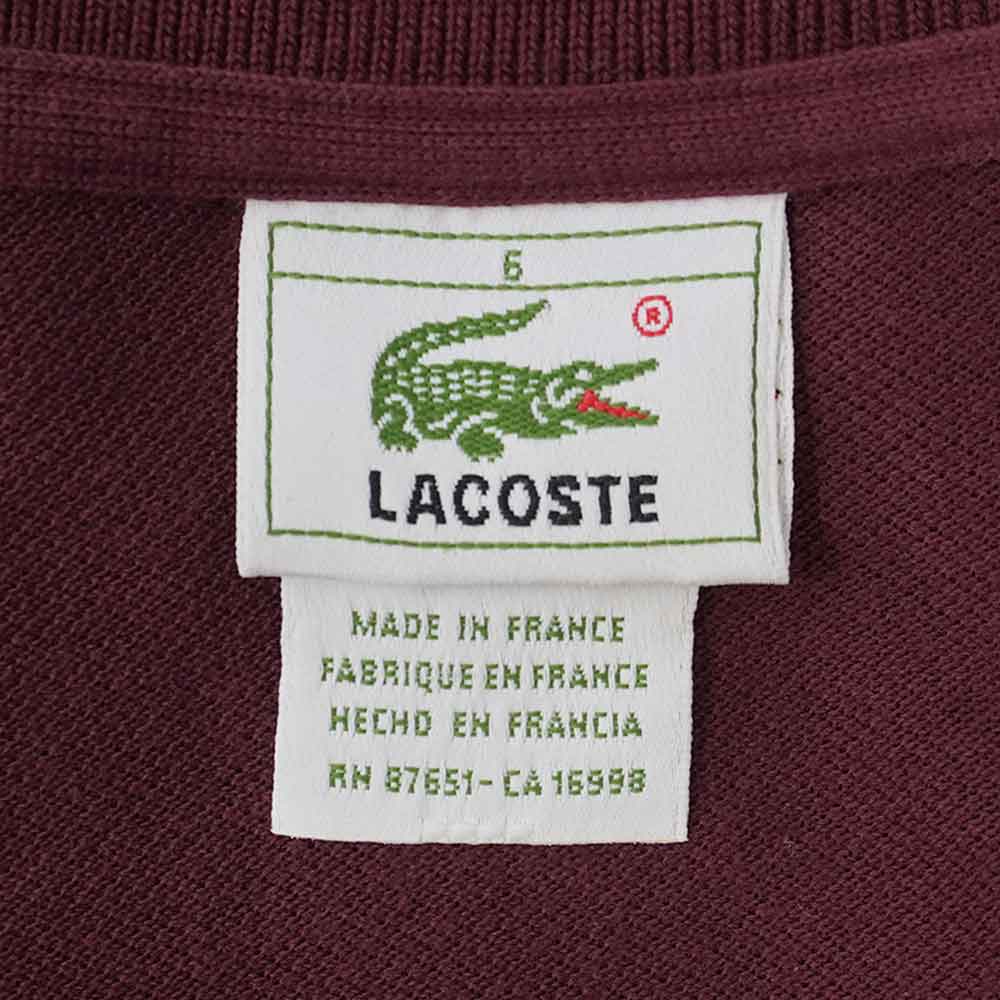 6
®
LACOSTE
MADE IN FRANCE
FABRIQUE EN FRANCE
HECHO EN FRANCIA
RN 87651-CA 16998